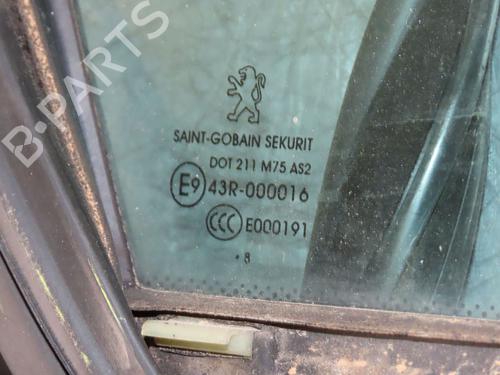 B-PARTS
SAINT-GOBAIN SEKURIT
DOT 211 M75 AS2
E9 43R-000016
CCC E000191
. 8